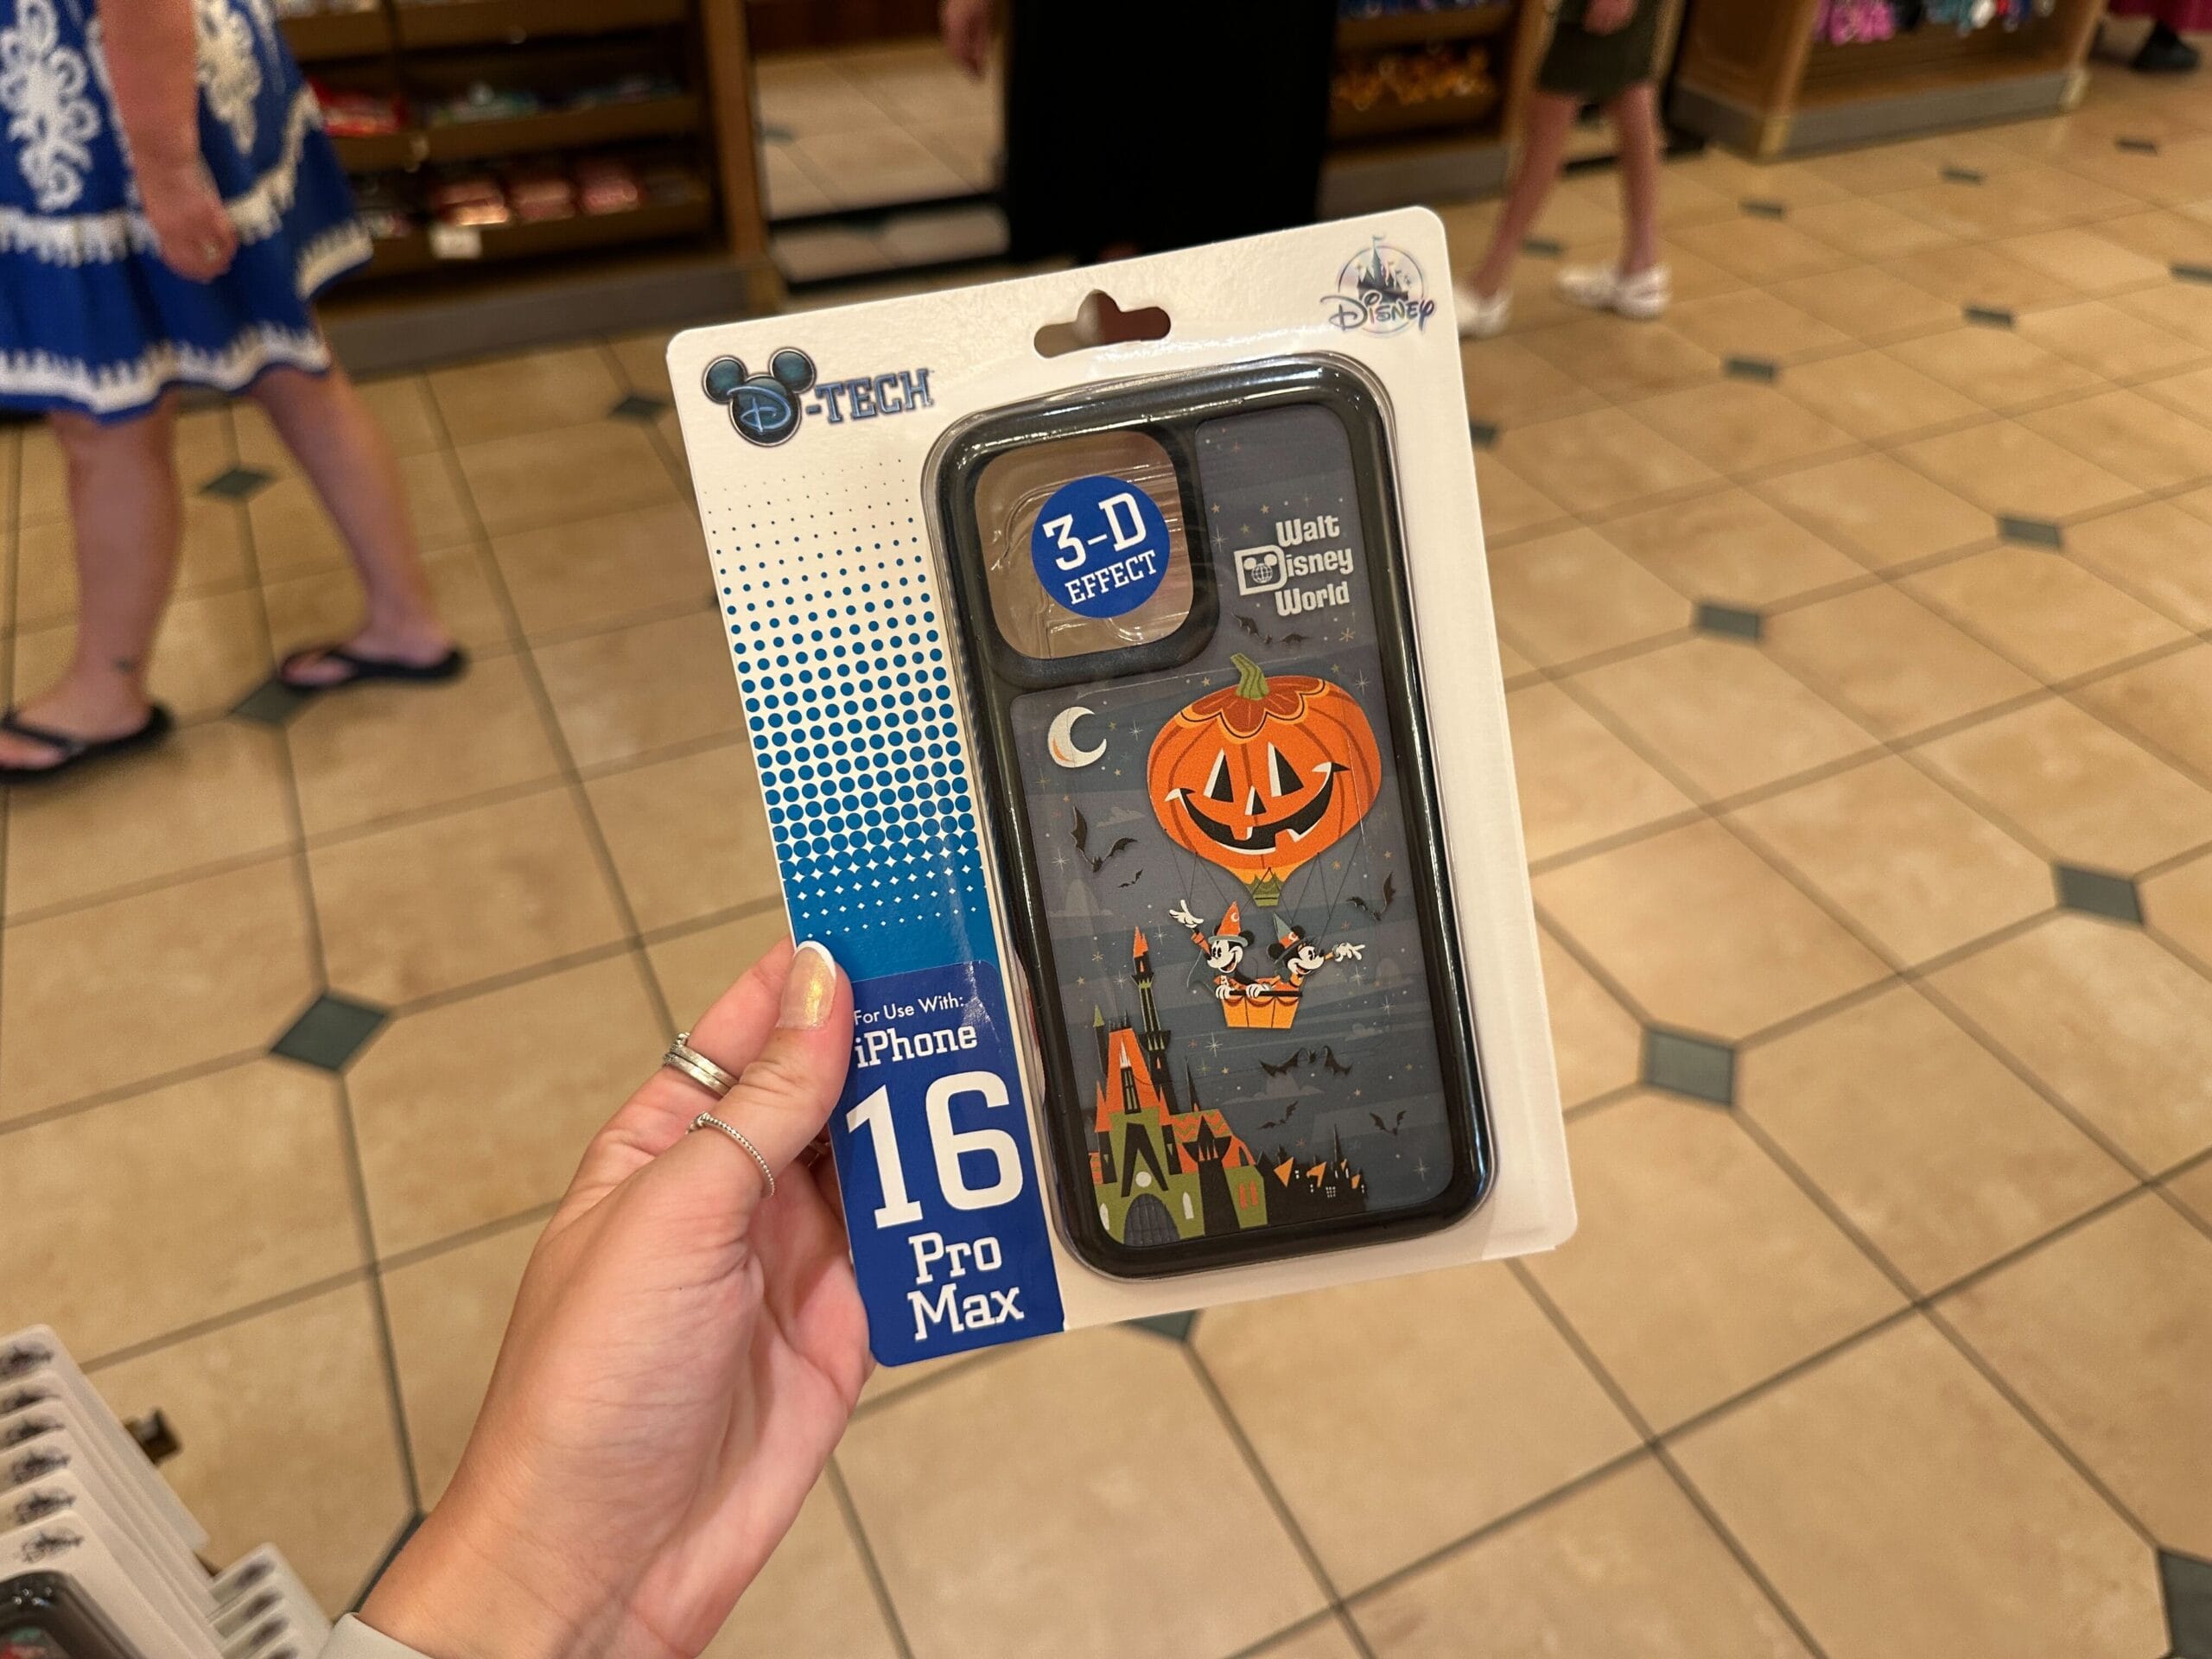 Disney
D-TECH
3-D
EFFECT
Walt
Disney
World
For Use With:
iPhone
16
Pro
Max